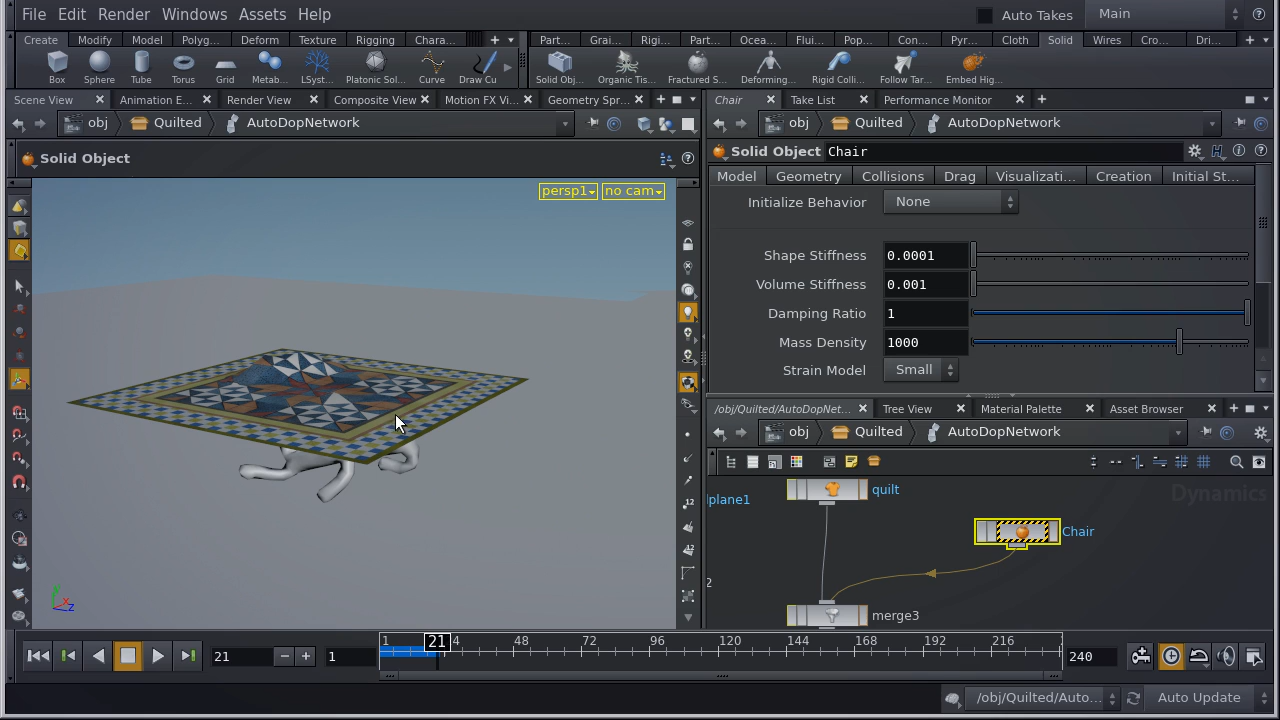 File Edit Render Windows Assets Help
Auto Takes Main
Create Modify Model Polyg... Deform Texture Rigging Chara...
Part... Grai... Rigi... Part... Ocea... Flui... Pop... Con... Pyr... Cloth Solid Wires Cro... Dri...
Box Sphere Tube Torus Grid Metab... LSyst... Platonic Sol... Curve Draw Cu
Solid Obj... Organic Tis... Fractured S... Deforming... Rigid Colli... Follow Tar... Embed Hig...
Scene View Animation E... Render View Composite View Motion FX Vi... Geometry Spr...
Chair Take List Performance Monitor
obj Quilted AutoDopNetwork
obj Quilted AutoDopNetwork
Solid Object
Solid Object Chair
Model Geometry Collisions Drag Visualizati... Creation Initial St...
persp1 no cam
Initialize Behavior None
Shape Stiffness 0.0001
Volume Stiffness 0.001
Damping Ratio 1
Mass Density 1000
Strain Model Small
/obj/Quilted/AutoDopNet... Tree View Material Palette Asset Browser
obj Quilted AutoDopNetwork
Dynamics
plane1
quilt
Chair
2
merge3
12
12
y x z
21 1
1 21 4 48 72 96 120 144 168 192 216
240
/obj/Quilted/Auto... Auto Update